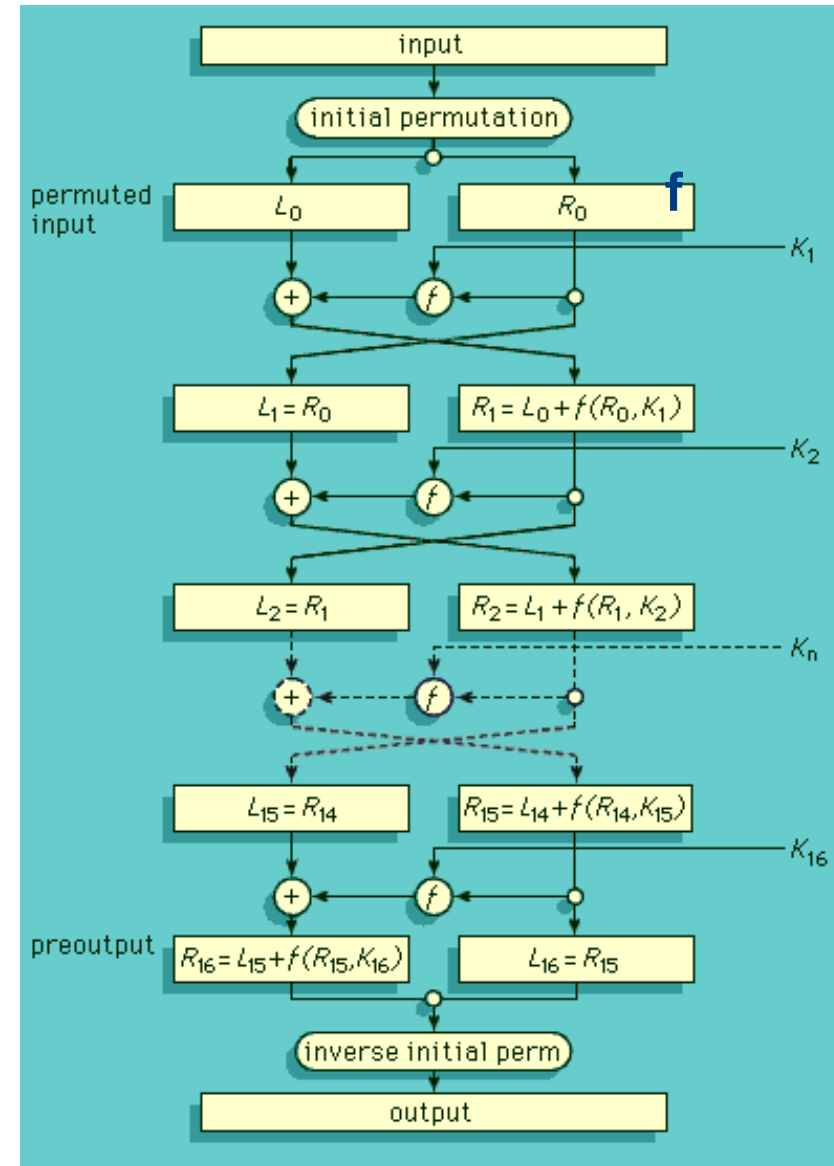 input
initial permutation
permuted
input
L₀
R₀
f
K₁
+
f
L₁ = R₀
R₁ = L₀ + f(R₀, K₁)
K₂
+
f
L₂ = R₁
R₂ = L₁ + f(R₁, K₂)
Kₙ
+
f
L₁₅ = R₁₄
R₁₅ = L₁₄ + f(R₁₄, K₁₅)
K₁₆
+
f
preoutput
R₁₆ = L₁₅ + f(R₁₅, K₁₆)
L₁₆ = R₁₅
inverse initial perm
output